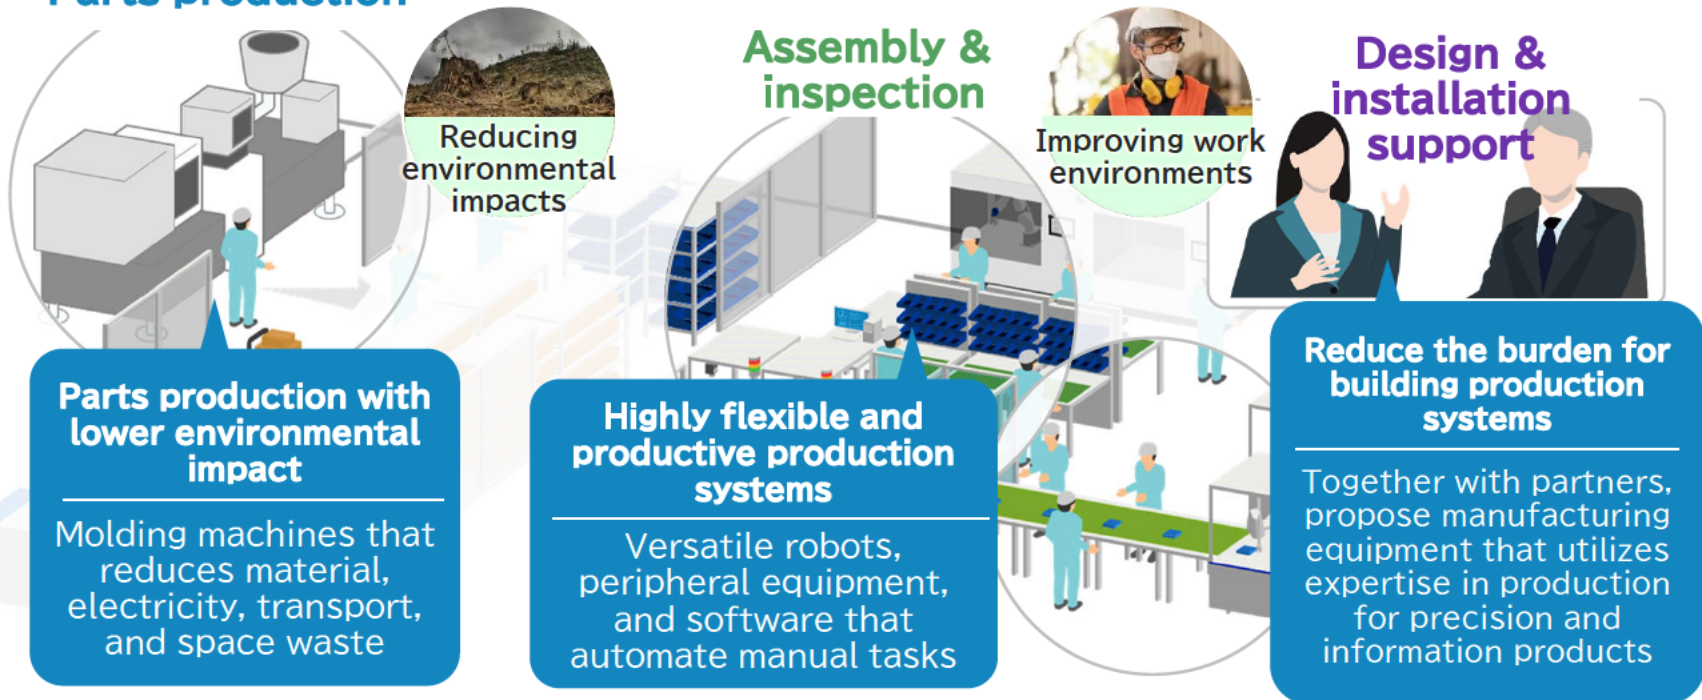 Parts production
Reducing
environmental
impacts
Assembly &
inspection
Improving work
environments
Design &
installation
support
Parts production with
lower environmental
impact
Molding machines that
reduces material,
electricity, transport,
and space waste
Highly flexible and
productive production
systems
Versatile robots,
peripheral equipment,
and software that
automate manual tasks
Reduce the burden for
building production
systems
Together with partners,
propose manufacturing
equipment that utilizes
expertise in production
for precision and
information products